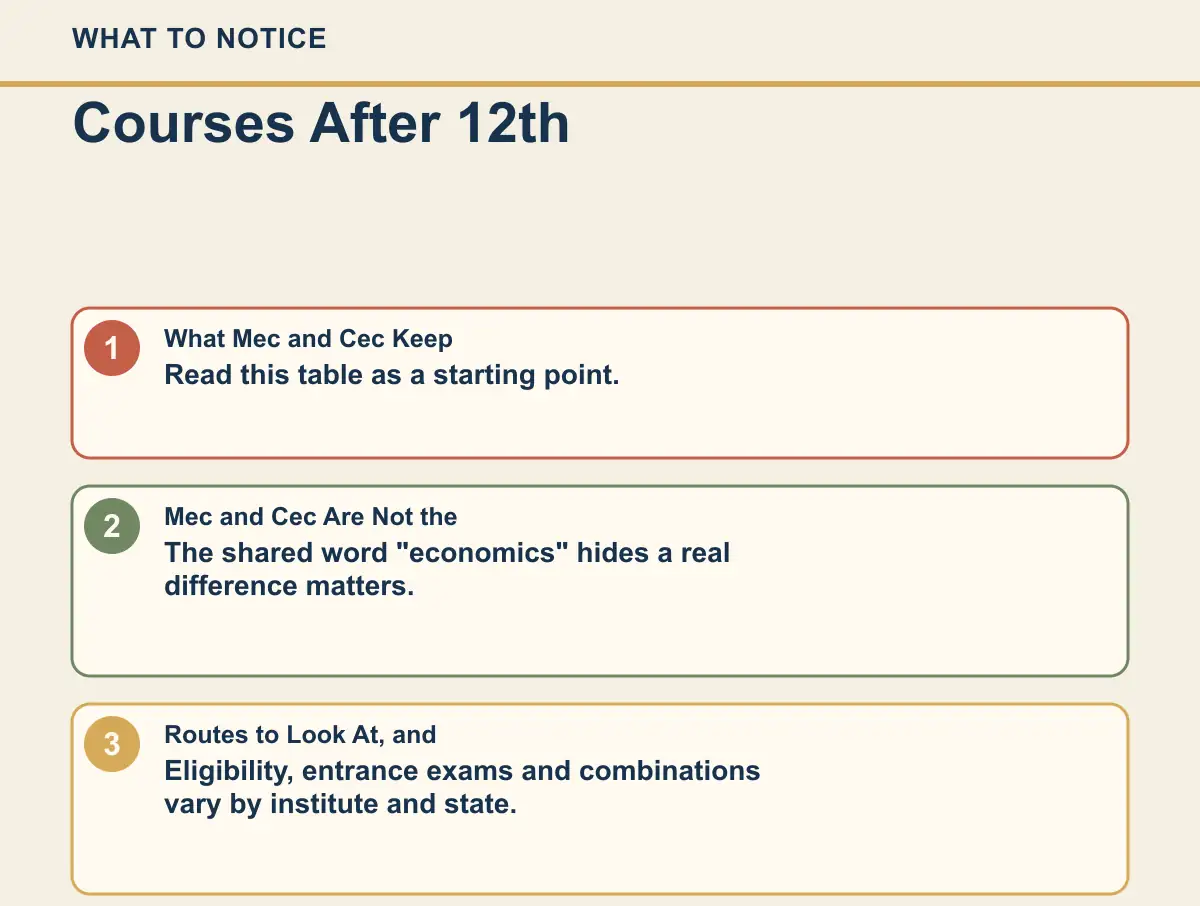 WHAT TO NOTICE
Courses After 12th
1
What Mec and Cec Keep
Read this table as a starting point.
2
Mec and Cec Are Not the
The shared word "economics" hides a real
difference matters.
3
Routes to Look At, and
Eligibility, entrance exams and combinations
vary by institute and state.